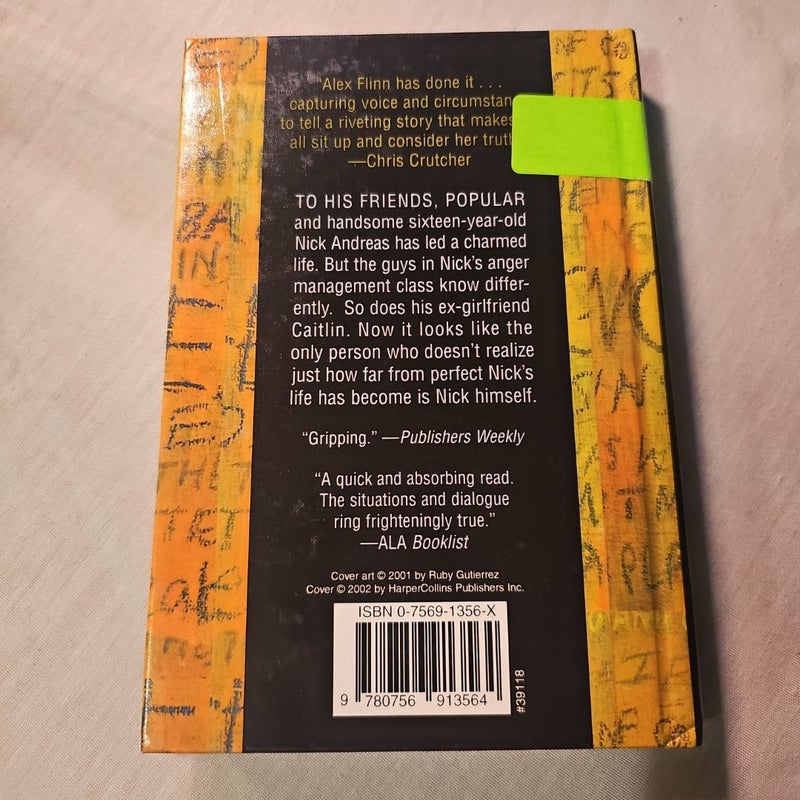 Alex Flinn has done it . . .
capturing voice and
to tell a riveting story that makes
all sit up and consider her
—Chris Crutcher
TO HIS FRIENDS, POPULAR
and handsome sixteen-year-old
Nick Andreas has led a charmed
life. But the guys in Nick's anger
management class know differ-
ently. So does his ex-girlfriend
Caitlin. Now it looks like the
only person who doesn't realize
just how far from perfect Nick's
life has become is Nick himself.
“Gripping.” —Publishers Weekly
“A quick and absorbing read.
The situations and dialogue
ring frighteningly true.”
—ALA Booklist
Cover art © 2001 by Ruby Gutierrez
Cover © 2002 by HarperCollins Publishers Inc.
ISBN 0-7569-1356-X
9 780756 913564
#39118